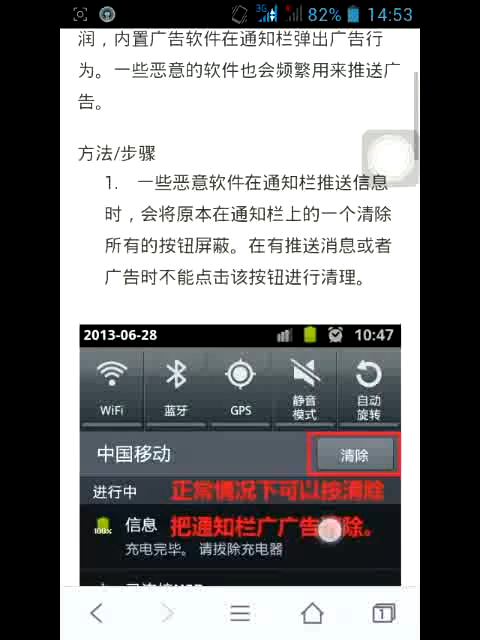 3G 82% 14:53
润，内置广告软件在通知栏弹出广告行
为。一些恶意的软件也会频繁用来推送广
告。
方法/步骤
1. 一些恶意软件在通知栏推送信息
时，会将原本在通知栏上的一个清除
所有的按钮屏蔽。在有推送消息或者
广告时不能点击该按钮进行清理。
2013-06-28 10:47
WiFi 蓝牙 GPS 静音 自动
模式 旋转
中国移动 清除
进行中 正常情况下可以按清除
100% 信息 把通知栏广广告清除。
充电完毕。请拔除充电器
1